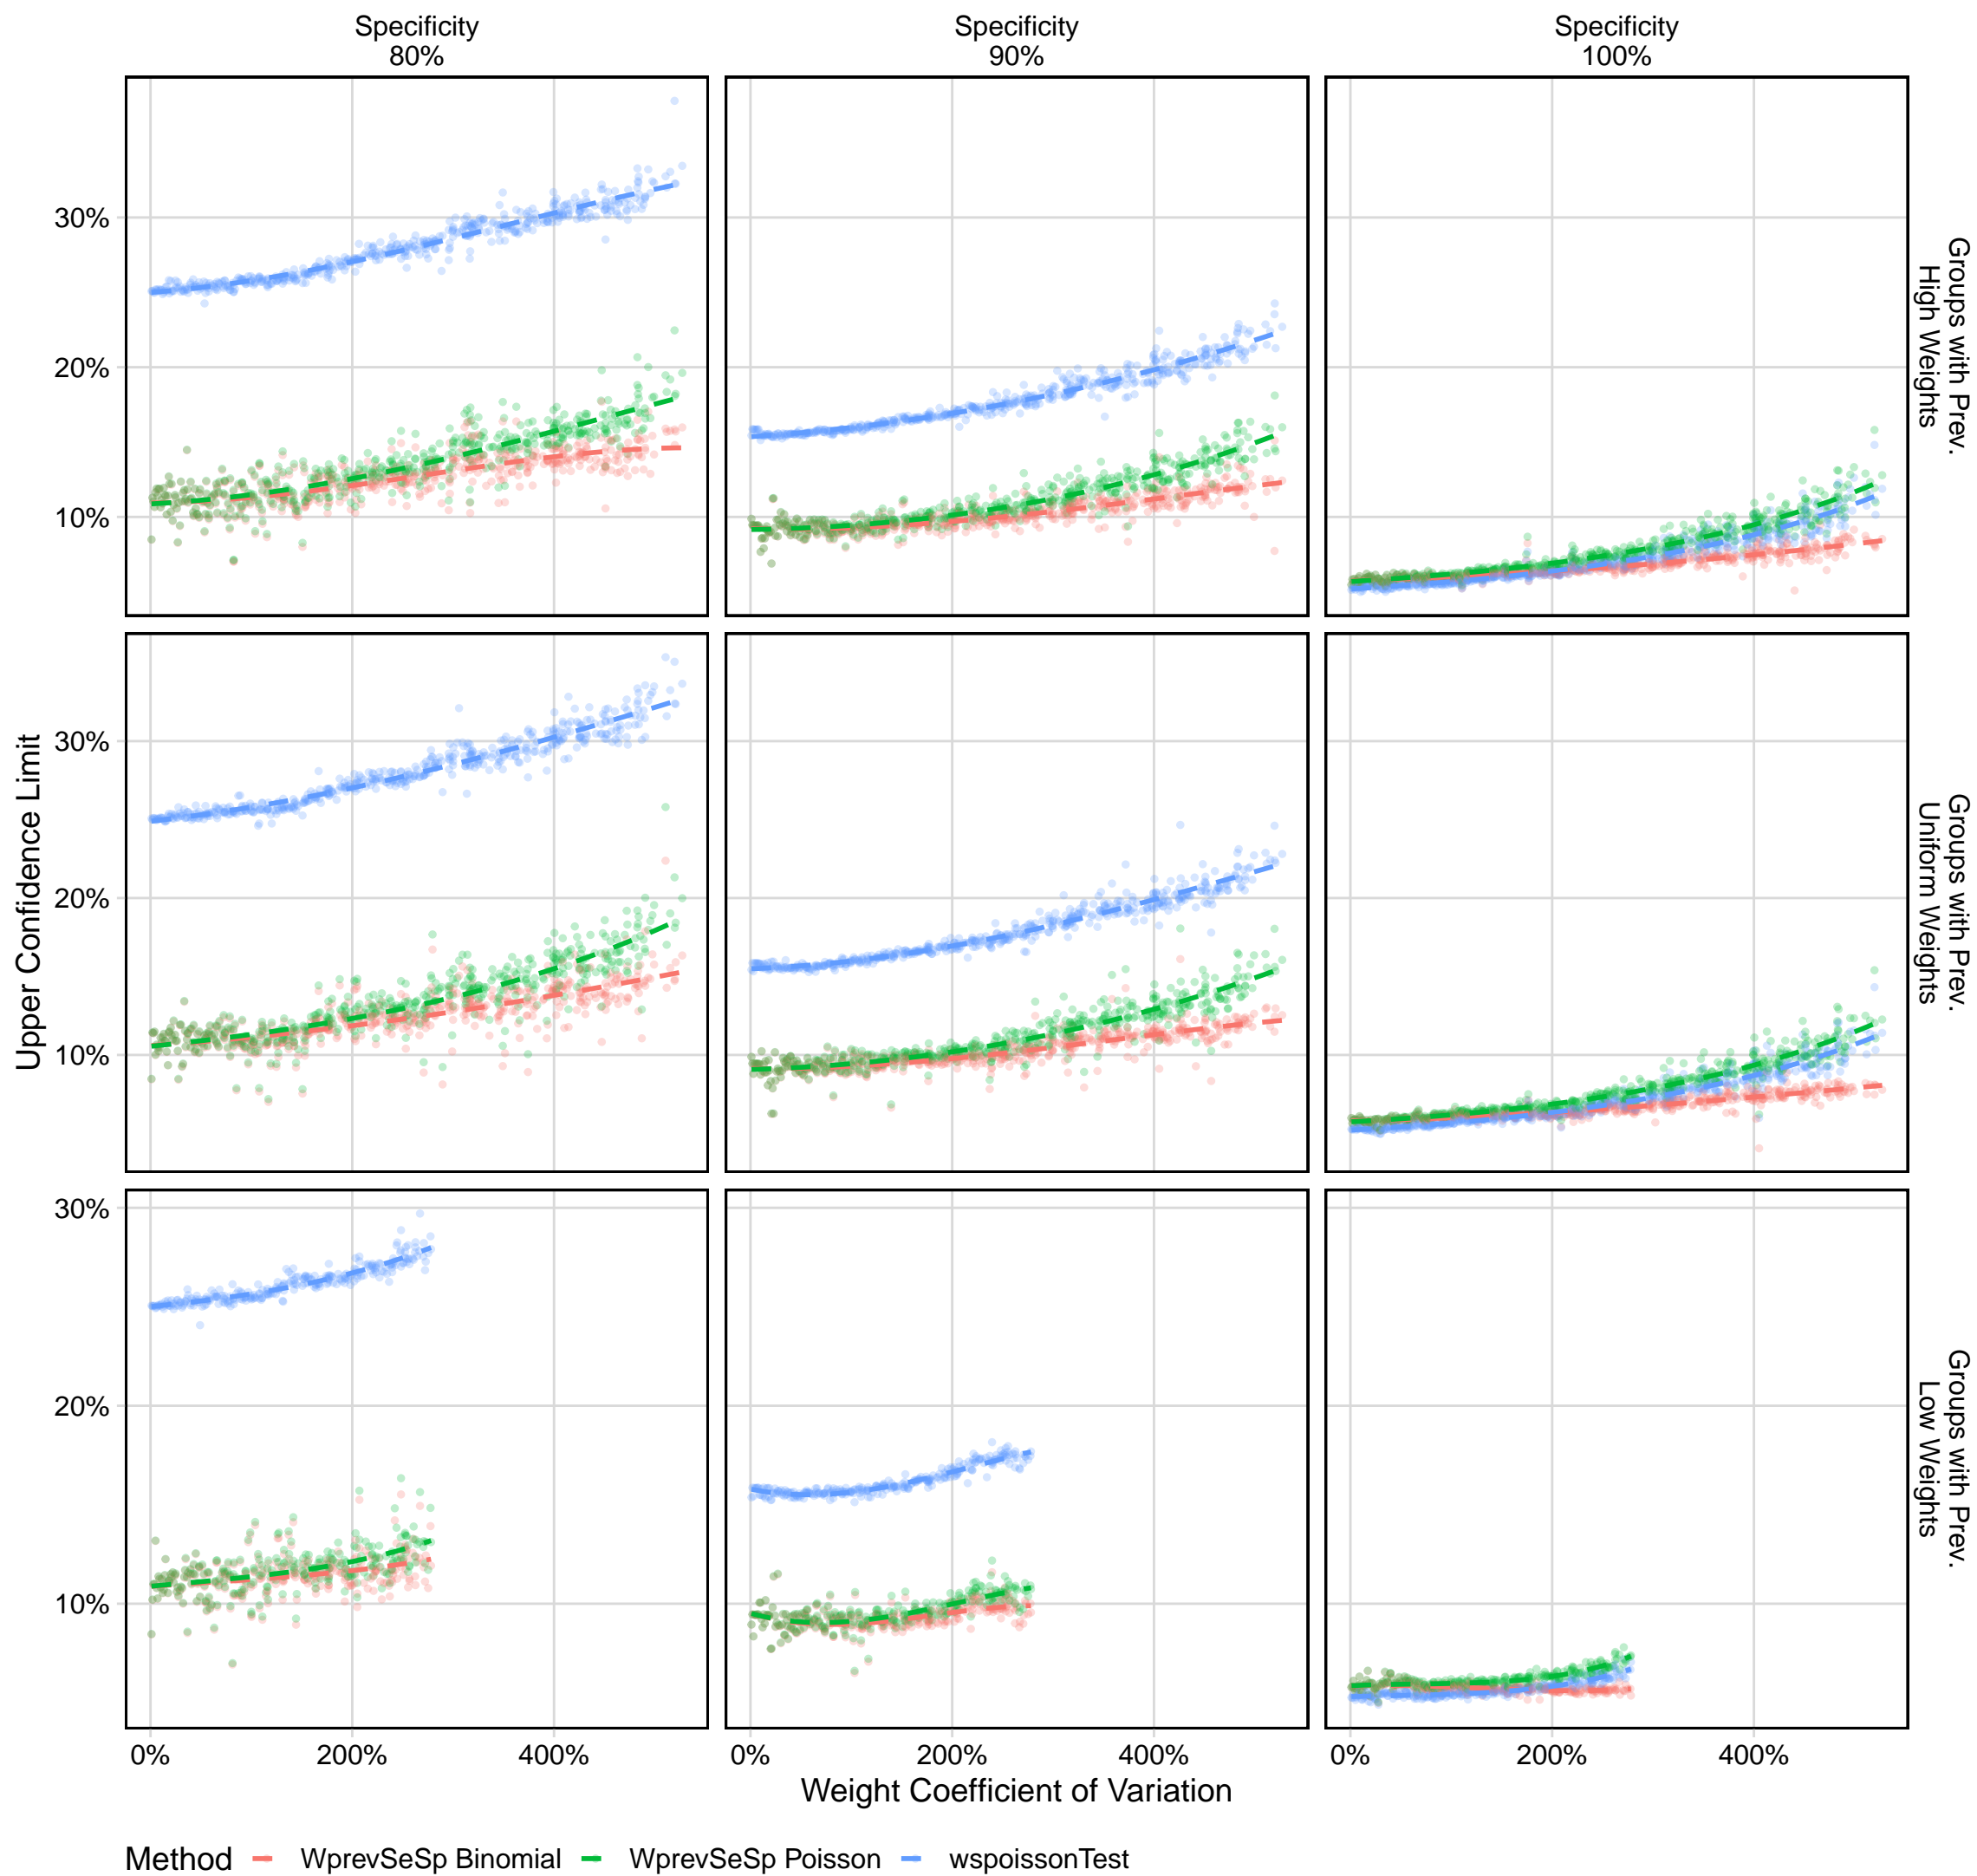 Specificity
80%
Specificity
90%
Specificity
100%
30%
20%
10%
Groups with Prev.
High Weights
30%
20%
10%
Groups with Prev.
Uniform Weights
30%
20%
10%
Groups with Prev.
Low Weights
Upper Confidence Limit
0%
200%
400%
0%
200%
400%
0%
200%
400%
Weight Coefficient of Variation
Method WprevSeSp Binomial WprevSeSp Poisson wspoissonTest